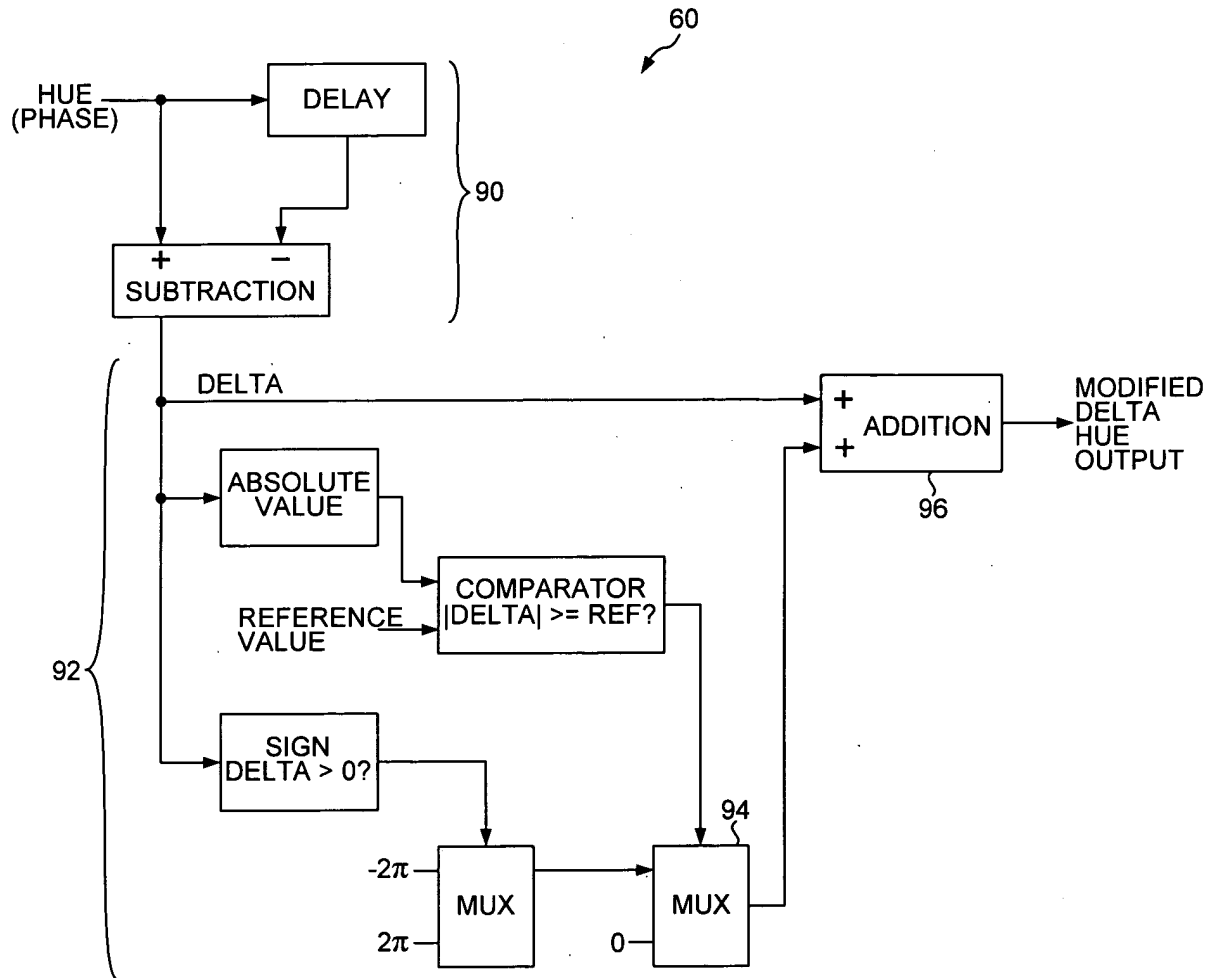 60
HUE
(PHASE)
DELAY
90
+ −
SUBTRACTION
DELTA
+
+
ADDITION
MODIFIED
DELTA
HUE
OUTPUT
96
ABSOLUTE
VALUE
REFERENCE
VALUE
COMPARATOR
|DELTA| >= REF?
92
SIGN
DELTA > 0?
94
-2π
2π
MUX
0
MUX